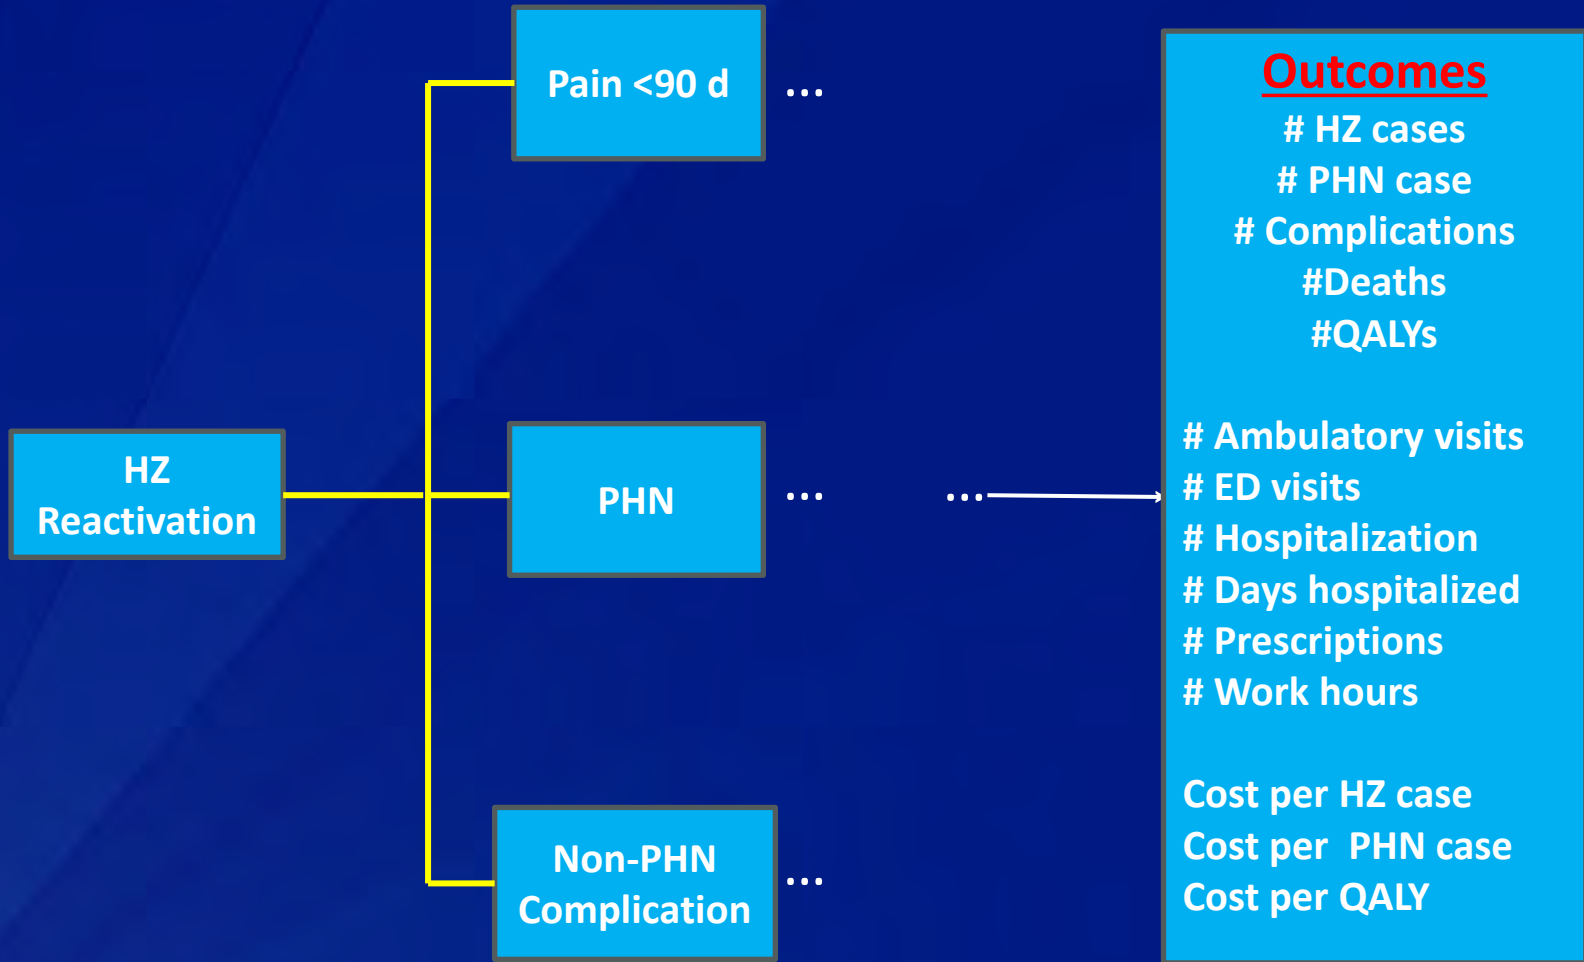 Pain <90 d
...
HZ
Reactivation
PHN
...
...
Non-PHN
Complication
...
Outcomes
# HZ cases
# PHN case
# Complications
#Deaths
#QALYs
# Ambulatory visits
# ED visits
# Hospitalization
# Days hospitalized
# Prescriptions
# Work hours
Cost per HZ case
Cost per  PHN case
Cost per QALY